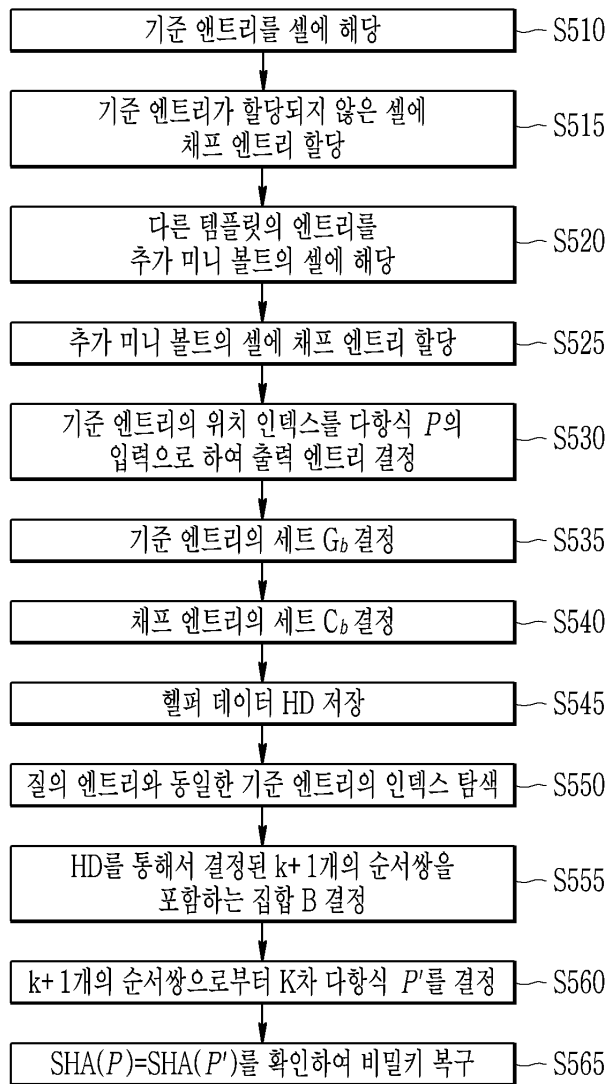 기준 엔트리를 셀에 해당
S510
기준 엔트리가 할당되지 않은 셀에
채프 엔트리 할당
S515
다른 템플릿의 엔트리를
추가 미니 볼트의 셀에 해당
S520
추가 미니 볼트의 셀에 채프 엔트리 할당
S525
기준 엔트리의 위치 인덱스를 다항식 P의
입력으로 하여 출력 엔트리 결정
S530
기준 엔트리의 세트 Gb 결정
S535
채프 엔트리의 세트 Cb 결정
S540
헬퍼 데이터 HD 저장
S545
질의 엔트리와 동일한 기준 엔트리의 인덱스 탐색
S550
HD를 통해서 결정된 k+1개의 순서쌍을
포함하는 집합 B 결정
S555
k+1개의 순서쌍으로부터 K차 다항식 P'를 결정
S560
SHA(P)=SHA(P')를 확인하여 비밀키 복구
S565